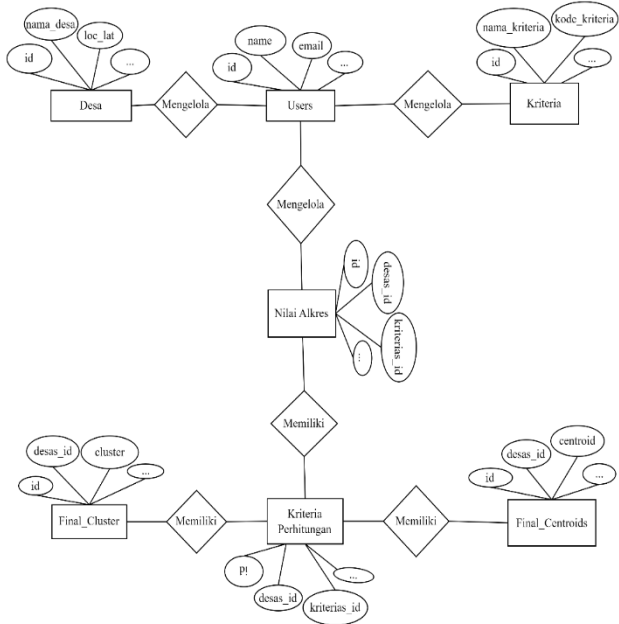 nama_desa
loc_lat
id
...
Desa
Mengelola
name
email
id
...
Users
Mengelola
nama_kriteria
kode_kriteria
id
...
Kriteria
Mengelola
id
desas_id
kriterias_id
...
Nilai Alkres
Memiliki
desas_id
cluster
id
...
Final_Cluster
Memiliki
Kriteria
Perhitungan
P!
desas_id
kriterias_id
...
Memiliki
desas_id
centroid
id
...
Final_Centroids